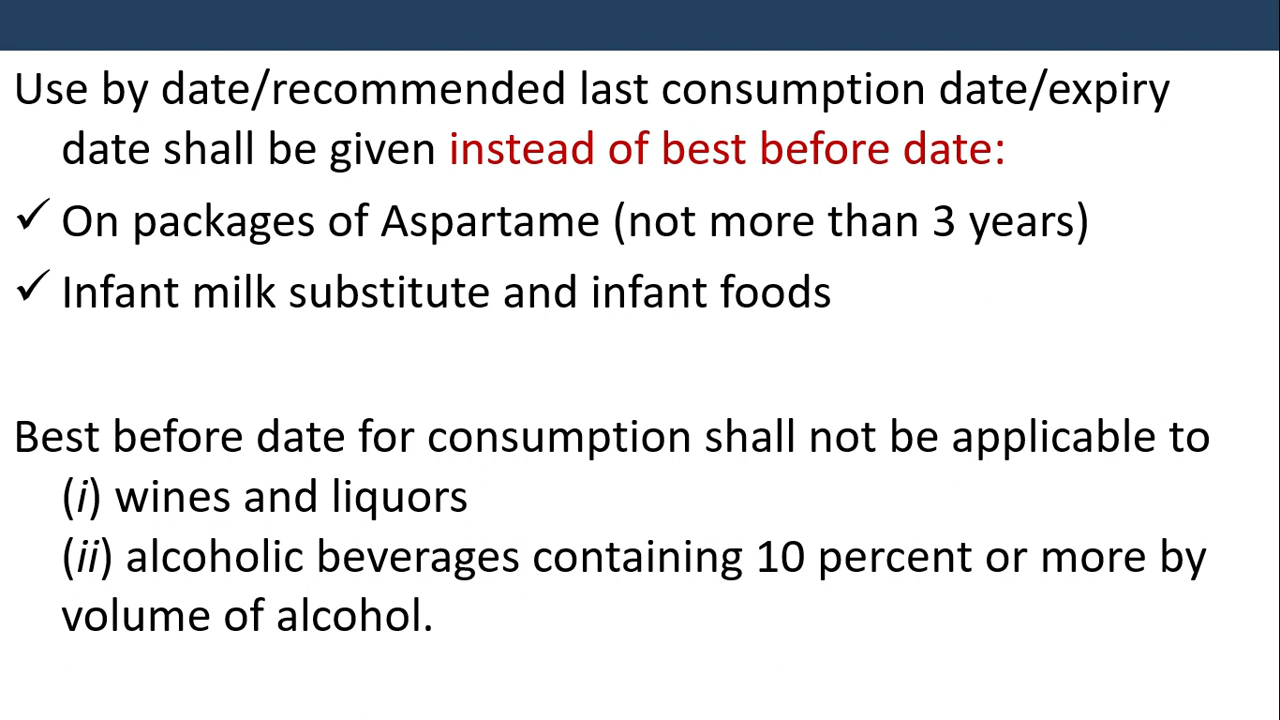 Use by date/recommended last consumption date/expiry
date shall be given instead of best before date:
✓ On packages of Aspartame (not more than 3 years)
✓ Infant milk substitute and infant foods
Best before date for consumption shall not be applicable to
(i) wines and liquors
(ii) alcoholic beverages containing 10 percent or more by
volume of alcohol.